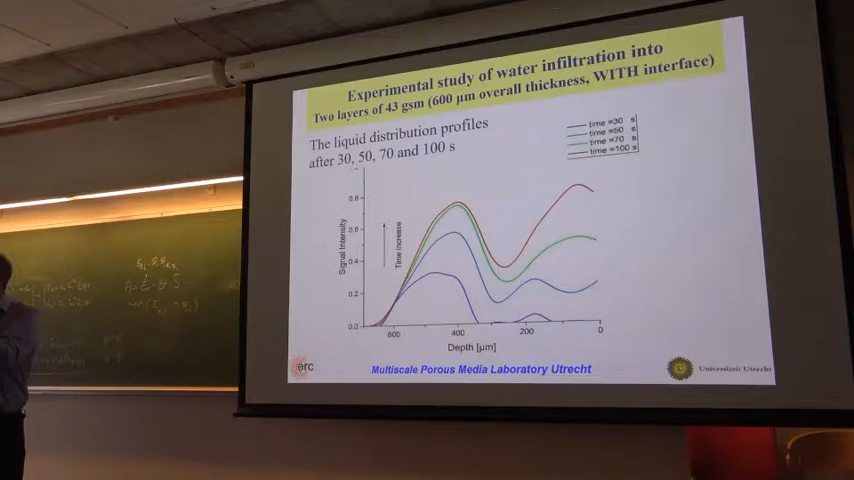 Experimental study of water infiltration into
Two layers of 43 gsm (600 µm overall thickness, WITH interface)
The liquid distribution profiles
after 30, 50, 70 and 100 s
time =30 s
time =50 s
time =70 s
time =100 s
0.8
0.6
0.4
0.2
0.0
Signal Intensity
Time increase
600
400
200
0
Depth [µm]
erc
Multiscale Porous Media Laboratory Utrecht
Universiteit Utrecht